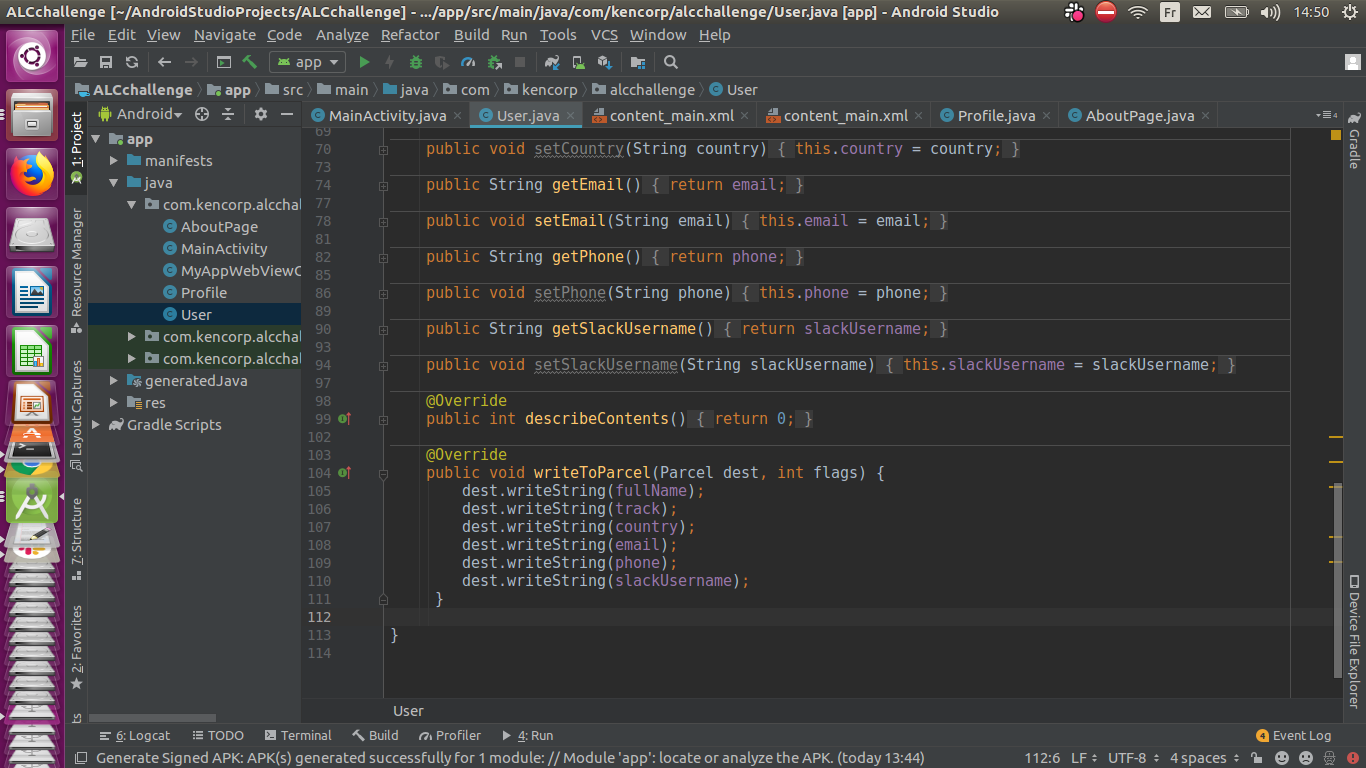 ALCchallenge [~/AndroidStudioProjects/ALCchallenge] - .../app/src/main/java/com/kencorp/alcchallenge/User.java [app] - Android Studio
Fr
14:50
File Edit View Navigate Code Analyze Refactor Build Run Tools VCS Window Help
app
ALCchallenge app src main java com kencorp alcchallenge User
Android
MainActivity.java User.java content_main.xml content_main.xml Profile.java AboutPage.java
1: Project
Resource Manager
Layout Captures
7: Structure
2: Favorites
app
manifests
java
com.kencorp.alcchal
AboutPage
MainActivity
MyAppWebViewC
Profile
User
com.kencorp.alcchal
com.kencorp.alcchal
generatedJava
res
Gradle Scripts
69
70 public void setCountry(String country) { this.country = country; }
73
74 public String getEmail() { return email; }
77
78 public void setEmail(String email) { this.email = email; }
81
82 public String getPhone() { return phone; }
85
86 public void setPhone(String phone) { this.phone = phone; }
89
90 public String getSlackUsername() { return slackUsername; }
93
94 public void setSlackUsername(String slackUsername) { this.slackUsername = slackUsername; }
97
98 @Override
99 public int describeContents() { return 0; }
102
103 @Override
104 public void writeToParcel(Parcel dest, int flags) {
105 dest.writeString(fullName);
106 dest.writeString(track);
107 dest.writeString(country);
108 dest.writeString(email);
109 dest.writeString(phone);
110 dest.writeString(slackUsername);
111 }
112
113 }
114
User
Gradle
Device File Explorer
6: Logcat TODO Terminal Build Profiler 4: Run 4 Event Log
Generate Signed APK: APK(s) generated successfully for 1 module: // Module 'app': locate or analyze the APK. (today 13:44) 112:6 LF UTF-8 4 spaces